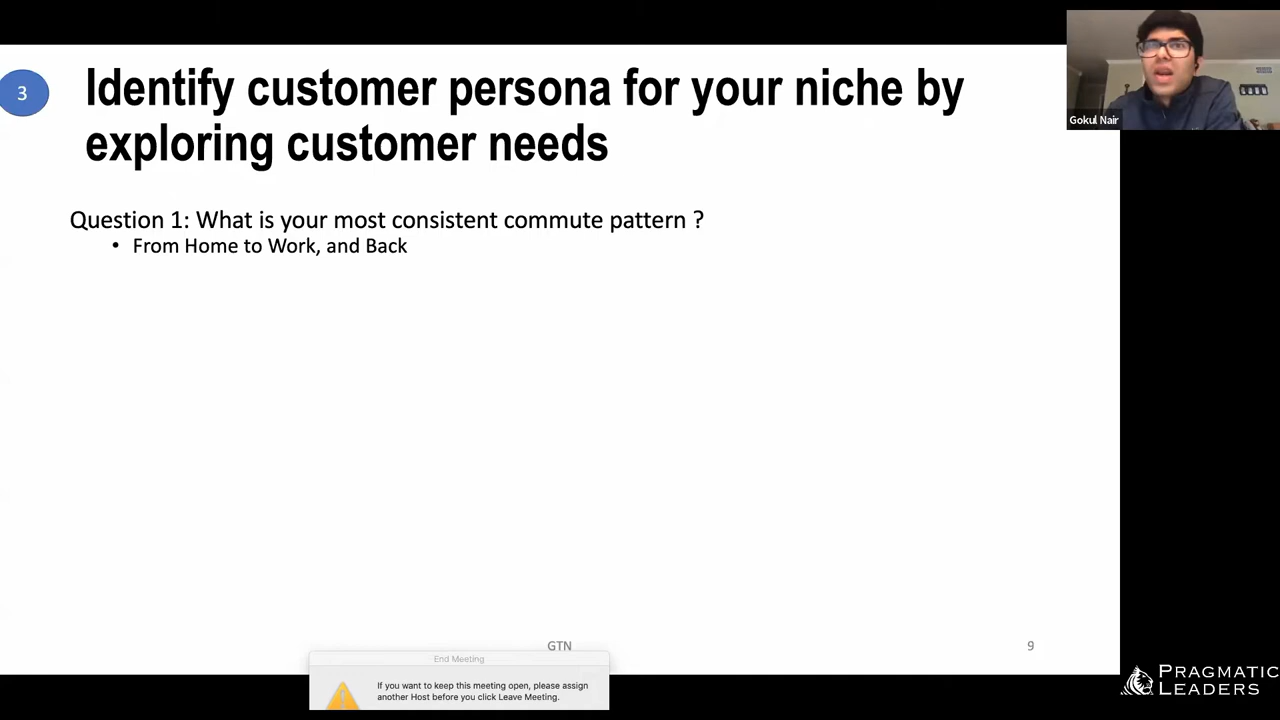 3
Identify customer persona for your niche by
exploring customer needs
Gokul Nair
Question 1: What is your most consistent commute pattern ?
• From Home to Work, and Back
GTN
9
End Meeting
If you want to keep this meeting open, please assign
another Host before you click Leave Meeting.
PRAGMATIC
LEADERS